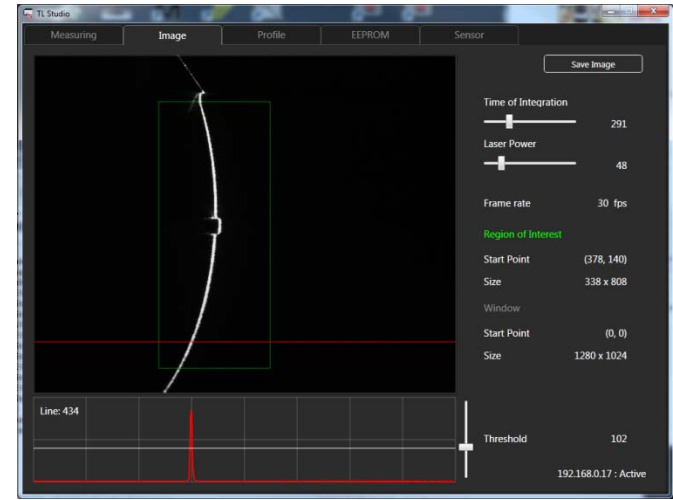 TL Studio
Measuring Image Profile EEPROM Sensor
Save Image
Time of Integration
291
Laser Power
48
Frame rate 30 fps
Region of Interest
Start Point (378, 140)
Size 338 x 808
Window
Start Point (0, 0)
Size 1280 x 1024
Line: 434
Threshold 102
192.168.0.17 : Active